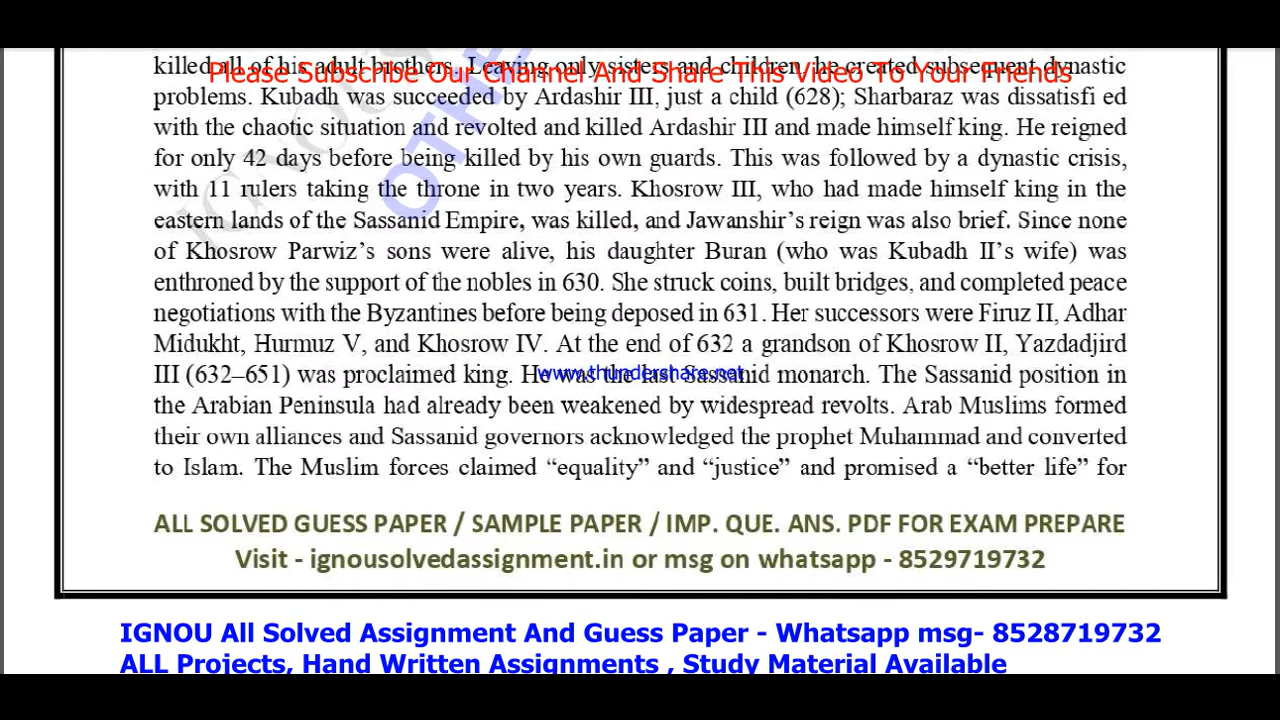 killed all of his adult brothers. Leaving only sisters and children, he created subsequent dynastic
Please Subscribe Our Channel And Share This Video To Your Friends
problems. Kubadh was succeeded by Ardashir III, just a child (628); Sharbaraz was dissatisfi ed
with the chaotic situation and revolted and killed Ardashir III and made himself king. He reigned
for only 42 days before being killed by his own guards. This was followed by a dynastic crisis,
with 11 rulers taking the throne in two years. Khosrow III, who had made himself king in the
eastern lands of the Sassanid Empire, was killed, and Jawanshir's reign was also brief. Since none
of Khosrow Parwiz's sons were alive, his daughter Buran (who was Kubadh II's wife) was
enthroned by the support of the nobles in 630. She struck coins, built bridges, and completed peace
negotiations with the Byzantines before being deposed in 631. Her successors were Firuz II, Adhar
Midukht, Hurmuz V, and Khosrow IV. At the end of 632 a grandson of Khosrow II, Yazdadjird
III (632–651) was proclaimed king. He was the last Sassanid monarch. The Sassanid position in
www.thundershare.net
the Arabian Peninsula had already been weakened by widespread revolts. Arab Muslims formed
their own alliances and Sassanid governors acknowledged the prophet Muhammad and converted
to Islam. The Muslim forces claimed “equality” and “justice” and promised a “better life” for
ALL SOLVED GUESS PAPER / SAMPLE PAPER / IMP. QUE. ANS. PDF FOR EXAM PREPARE
Visit - ignousolvedassignment.in or msg on whatsapp - 8529719732
IGNOU All Solved Assignment And Guess Paper - Whatsapp msg- 8528719732
ALL Projects, Hand Written Assignments , Study Material Available